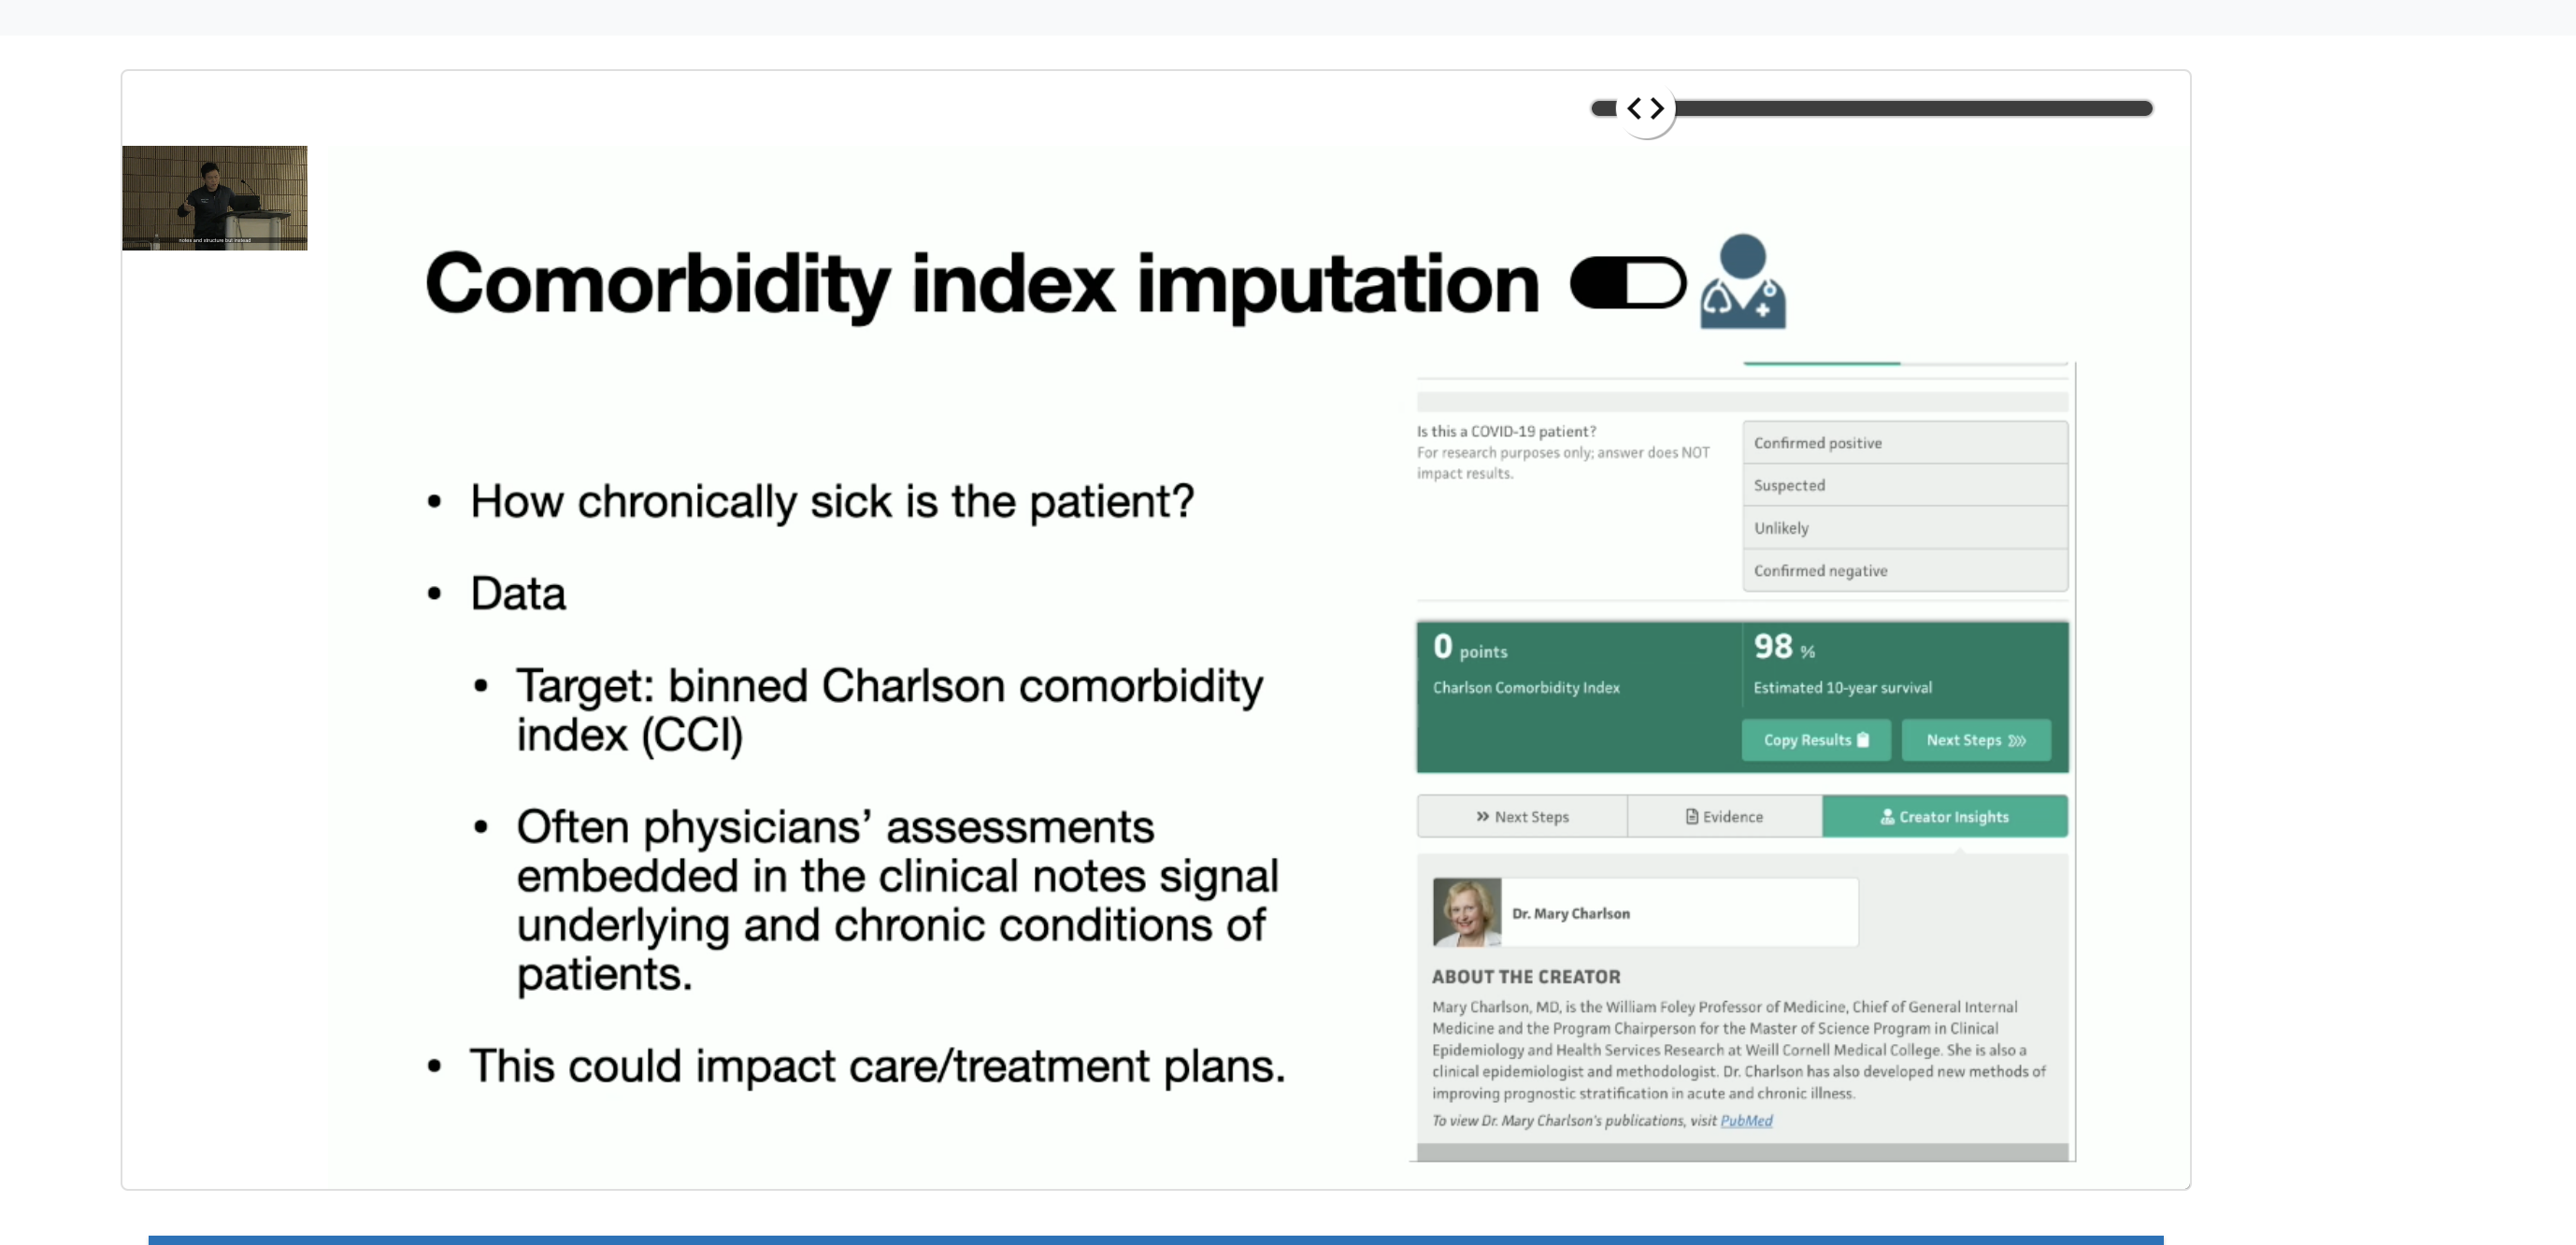 notes and structure but instead
Comorbidity index imputation
• How chronically sick is the patient?
• Data
• Target: binned Charlson comorbidity
index (CCI)
• Often physicians’ assessments
embedded in the clinical notes signal
underlying and chronic conditions of
patients.
• This could impact care/treatment plans.
Is this a COVID-19 patient?
For research purposes only; answer does NOT
impact results.
Confirmed positive
Suspected
Unlikely
Confirmed negative
0 points
Charlson Comorbidity Index
98 %
Estimated 10-year survival
Copy Results
Next Steps
Next Steps
Evidence
Creator Insights
Dr. Mary Charlson
ABOUT THE CREATOR
Mary Charlson, MD, is the William Foley Professor of Medicine, Chief of General Internal
Medicine and the Program Chairperson for the Master of Science Program in Clinical
Epidemiology and Health Services Research at Weill Cornell Medical College. She is also a
clinical epidemiologist and methodologist. Dr. Charlson has also developed new methods of
improving prognostic stratification in acute and chronic illness.
To view Dr. Mary Charlson's publications, visit PubMed